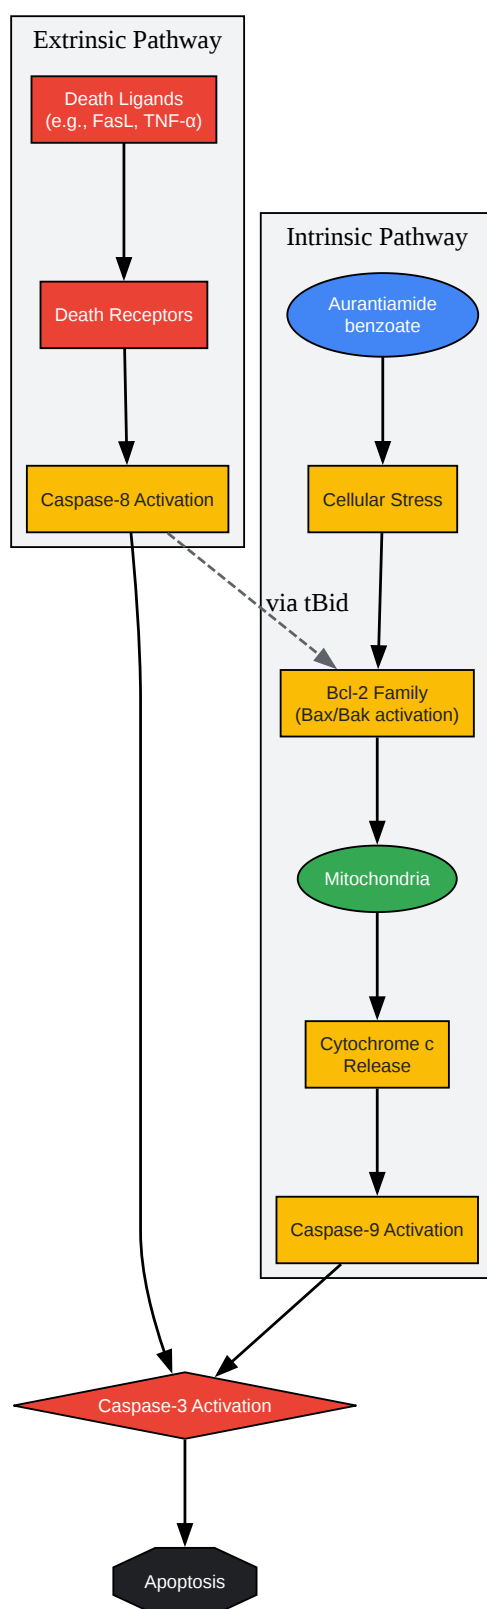 Extrinsic Pathway
Death Ligands
(e.g., FasL, TNF-α)
Death Receptors
Caspase-8 Activation
Intrinsic Pathway
Aurantiamide
benzoate
Cellular Stress
via tBid
Bcl-2 Family
(Bax/Bak activation)
Mitochondria
Cytochrome c
Release
Caspase-9 Activation
Caspase-3 Activation
Apoptosis